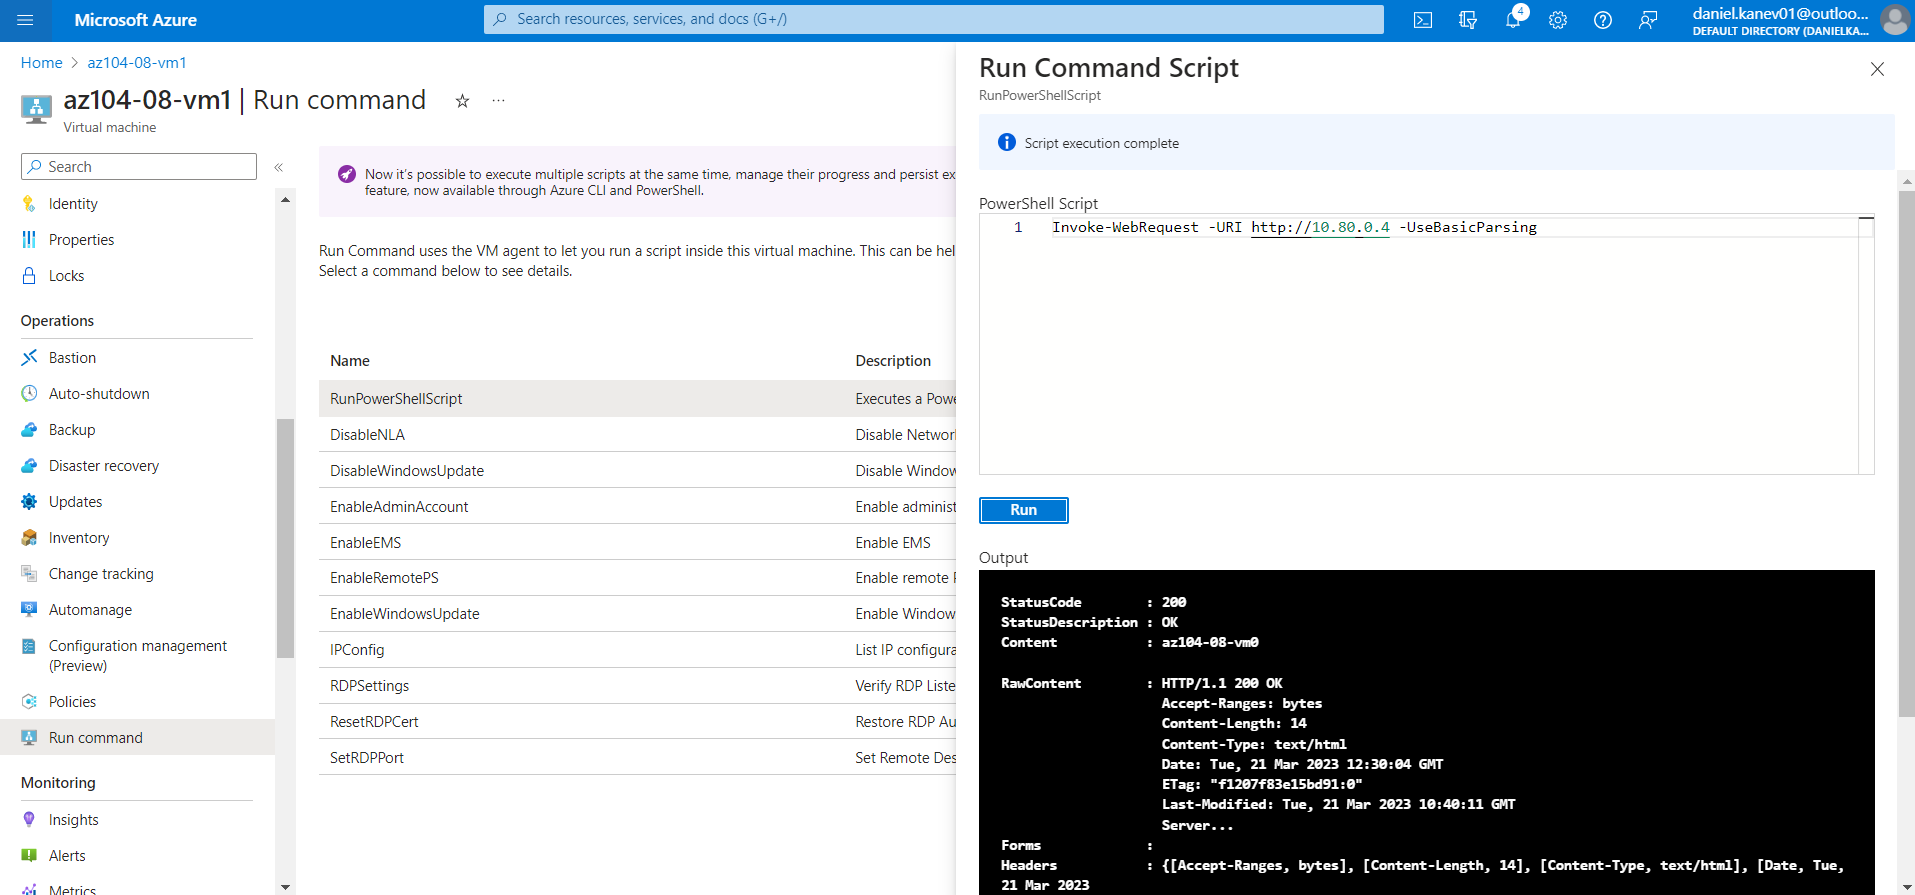 Microsoft Azure
Search resources, services, and docs (G+/)
4
daniel.kanev01@outloo...
DEFAULT DIRECTORY (DANIELKA...
Home > az104-08-vm1
az104-08-vm1 | Run command
Virtual machine
Search
Identity
Properties
Locks
Operations
Bastion
Auto-shutdown
Backup
Disaster recovery
Updates
Inventory
Change tracking
Automanage
Configuration management
(Preview)
Policies
Run command
Monitoring
Insights
Alerts
Metrics
Now it's possible to execute multiple scripts at the same time, manage their progress and persist ex
feature, now available through Azure CLI and PowerShell.
Run Command uses the VM agent to let you run a script inside this virtual machine. This can be hel
Select a command below to see details.
Name Description
RunPowerShellScript Executes a Powe
DisableNLA Disable Networ
DisableWindowsUpdate Disable Window
EnableAdminAccount Enable administ
EnableEMS Enable EMS
EnableRemotePS Enable remote P
EnableWindowsUpdate Enable Window
IPConfig List IP configura
RDPSettings Verify RDP Liste
ResetRDPCert Restore RDP Au
SetRDPPort Set Remote Des
Run Command Script
RunPowerShellScript
Script execution complete
PowerShell Script
1 Invoke-WebRequest -URI http://10.80.0.4 -UseBasicParsing
Run
Output
StatusCode : 200
StatusDescription : OK
Content : az104-08-vm0
RawContent : HTTP/1.1 200 OK
Accept-Ranges: bytes
Content-Length: 14
Content-Type: text/html
Date: Tue, 21 Mar 2023 12:30:04 GMT
ETag: "f1207f83e15bd91:0"
Last-Modified: Tue, 21 Mar 2023 10:40:11 GMT
Server...
Forms :
Headers : {[Accept-Ranges, bytes], [Content-Length, 14], [Content-Type, text/html], [Date, Tue,
21 Mar 2023